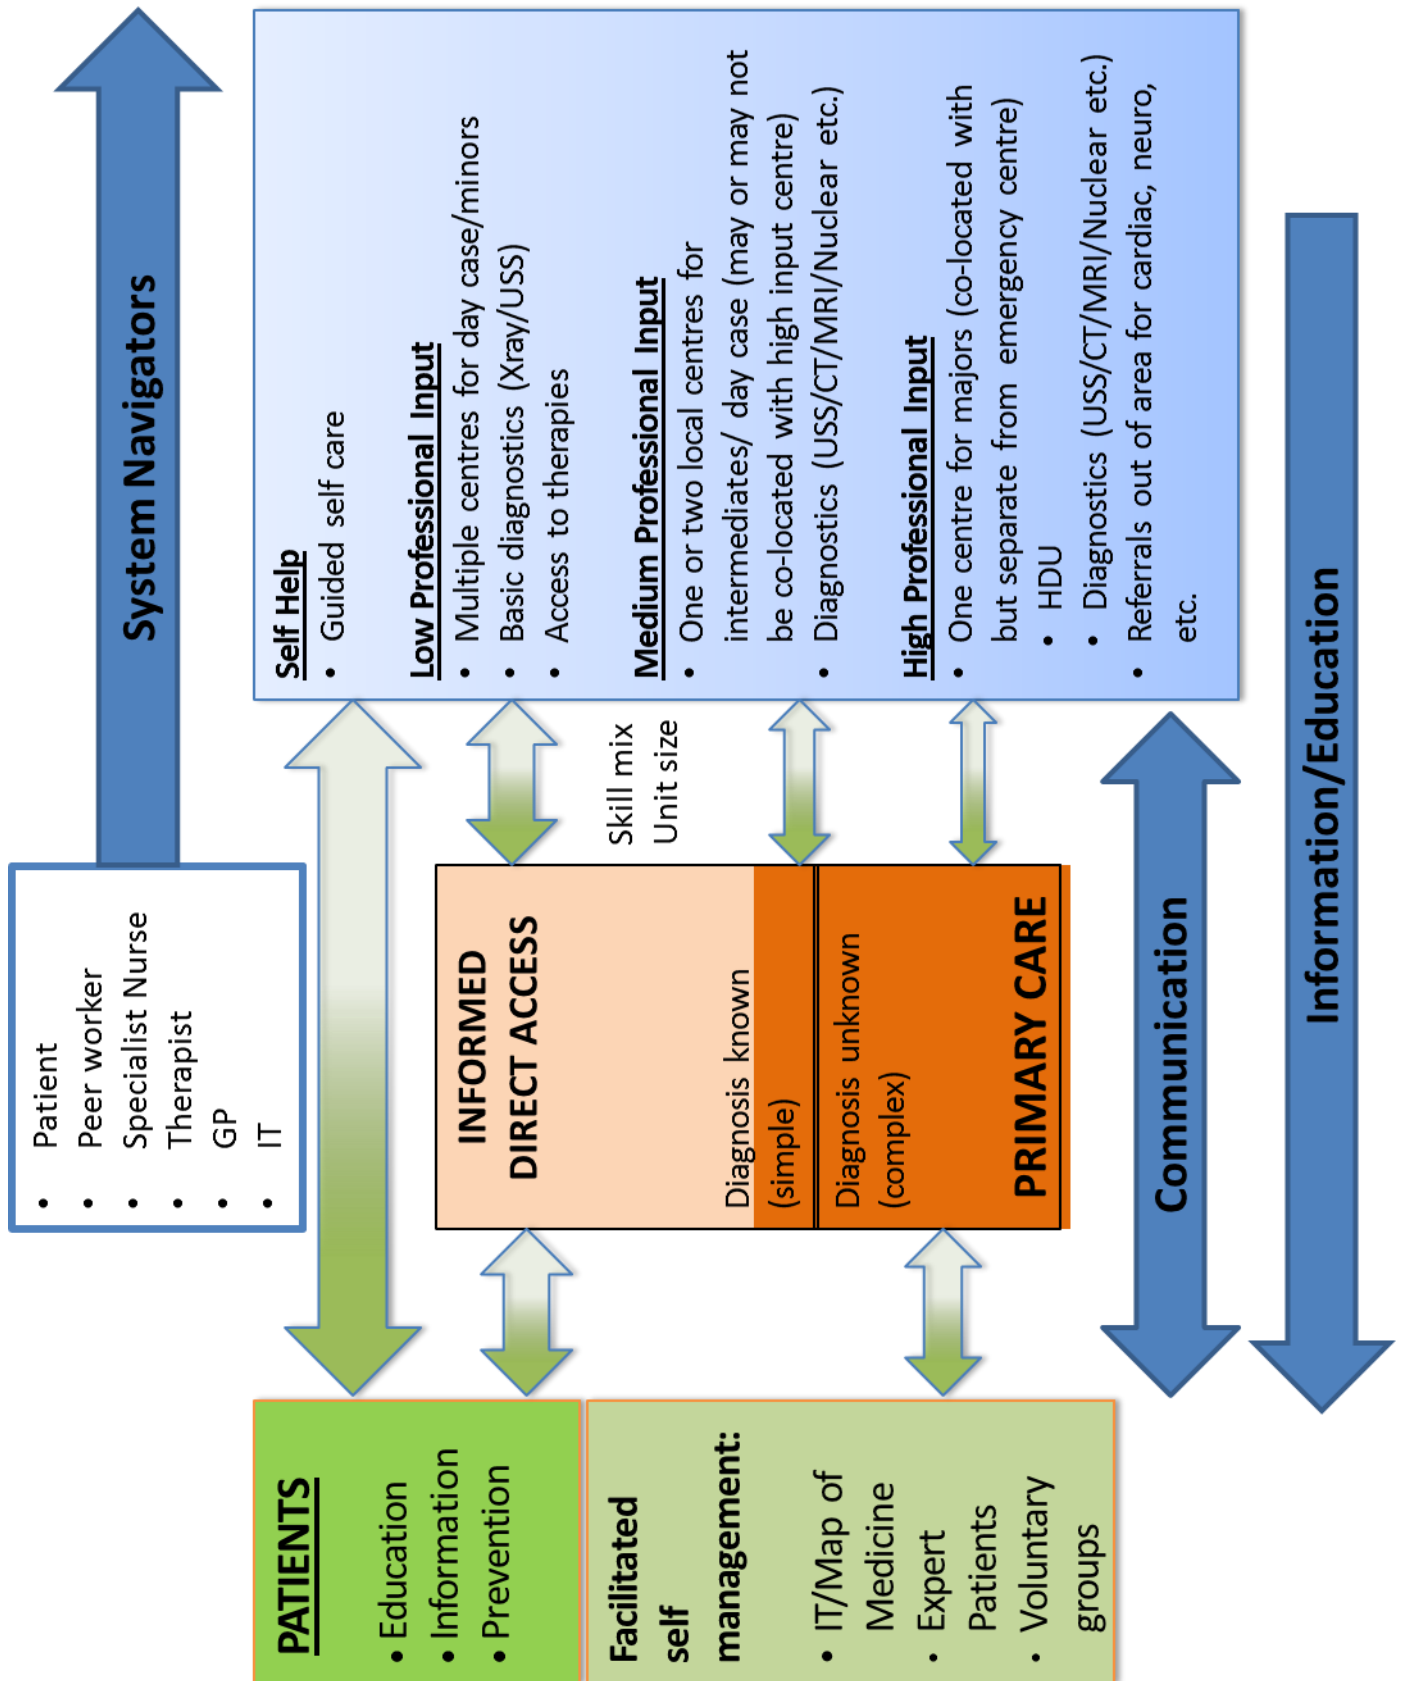 • Patient
• Peer worker
• Specialist Nurse
• Therapist
• GP
• IT
System Navigators
PATIENTS
• Education
• Information
• Prevention
Facilitated
self
management:
• IT/Map of
Medicine
• Expert
Patients
• Voluntary
groups
INFORMED
DIRECT ACCESS
Diagnosis known
(simple)
Diagnosis unknown
(complex)
PRIMARY CARE
Skill mix
Unit size
Self Help
• Guided self care
Low Professional Input
• Multiple centres for day case/minors
• Basic diagnostics (Xray/USS)
• Access to therapies
Medium Professional Input
• One or two local centres for
intermediates/ day case (may or may not
be co-located with high input centre)
• Diagnostics (USS/CT/MRI/Nuclear etc.)
High Professional Input
• One centre for majors (co-located with
but separate from emergency centre)
• HDU
• Diagnostics (USS/CT/MRI/Nuclear etc.)
• Referrals out of area for cardiac, neuro,
etc.
Communication
Information/Education